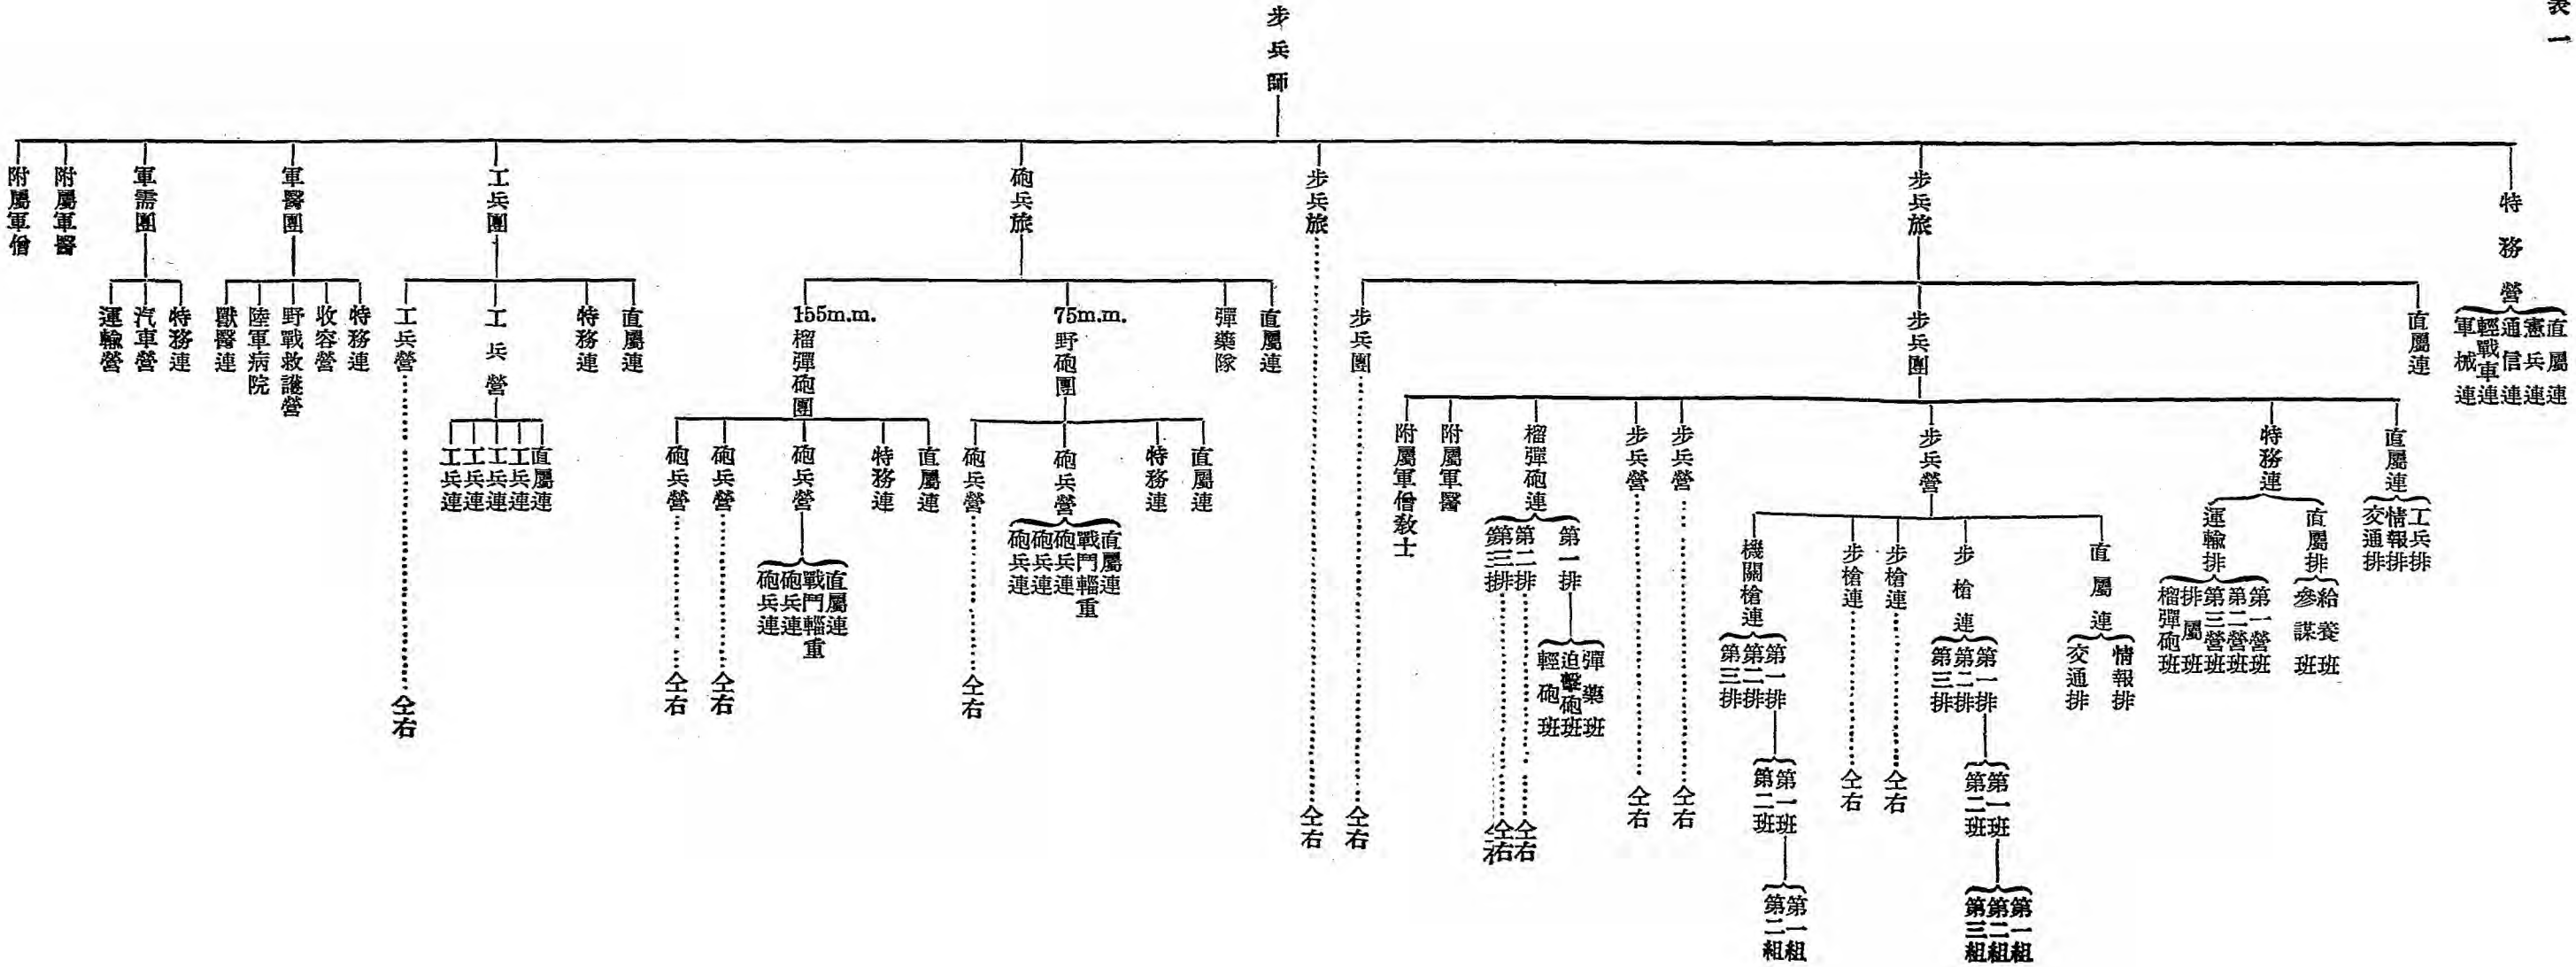 表一
步兵師
特務營
直屬連
憲兵連
通信連
輕戰車連
軍械連
步兵旅
直屬連
步兵團
直屬連
工兵排
情報排
交通排
特務連
直屬排
給養班
參謀班
運輸排
第一營班
第二營班
第三營班
排屬班
榴彈砲班
步兵營
直屬連
情報排
交通排
步槍連
第一排
第二排
第三排
第一班
第二班
第一組
第二組
第三組
步槍連
仝右
步槍連
仝右
機關槍連
第一排
第二排
第三排
第一班
第二班
第一組
第二組
步兵營
仝右
步兵營
仝右
榴彈砲連
第一排
彈藥班
迫擊砲班
輕砲班
第二排
仝右
第三排
仝右
附屬軍醫
附屬軍僧教士
步兵團
仝右
步兵旅
仝右
砲兵旅
直屬連
彈藥隊
75m.m.
野砲團
直屬連
特務連
砲兵營
直屬連
戰鬥輜重
砲兵連
砲兵連
砲兵連
砲兵營
仝右
155m.m.
榴彈砲團
直屬連
特務連
砲兵營
直屬連
戰鬥輜重
砲兵連
砲兵連
砲兵營
仝右
砲兵營
仝右
工兵團
直屬連
特務連
工兵營
直屬連
工兵連
工兵連
工兵連
工兵連
工兵營
仝右
軍醫團
特務連
收容營
野戰救護營
陸軍病院
獸醫連
軍需團
特務連
汽車營
運輸營
附屬軍醫
附屬軍僧